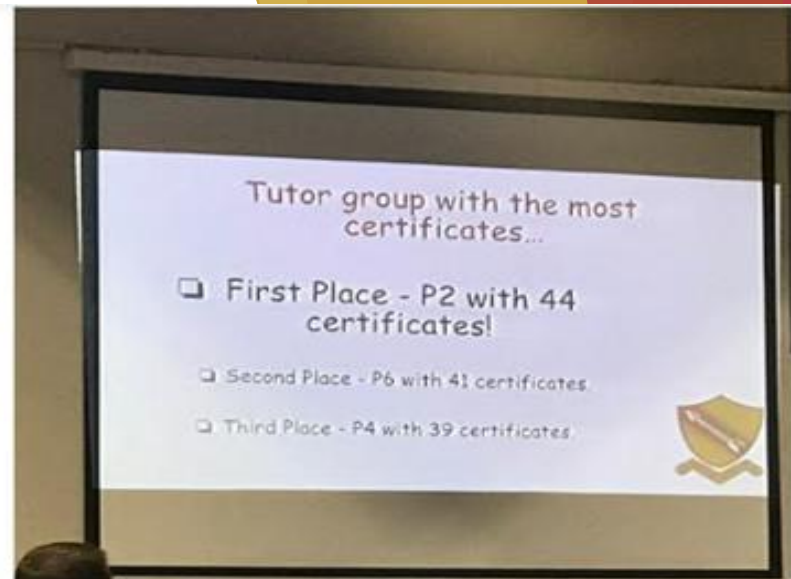 Tutor group with the most
certificates...
❑ First Place - P2 with 44
certificates!
❑ Second Place - P6 with 41 certificates.
❑ Third Place - P4 with 39 certificates.